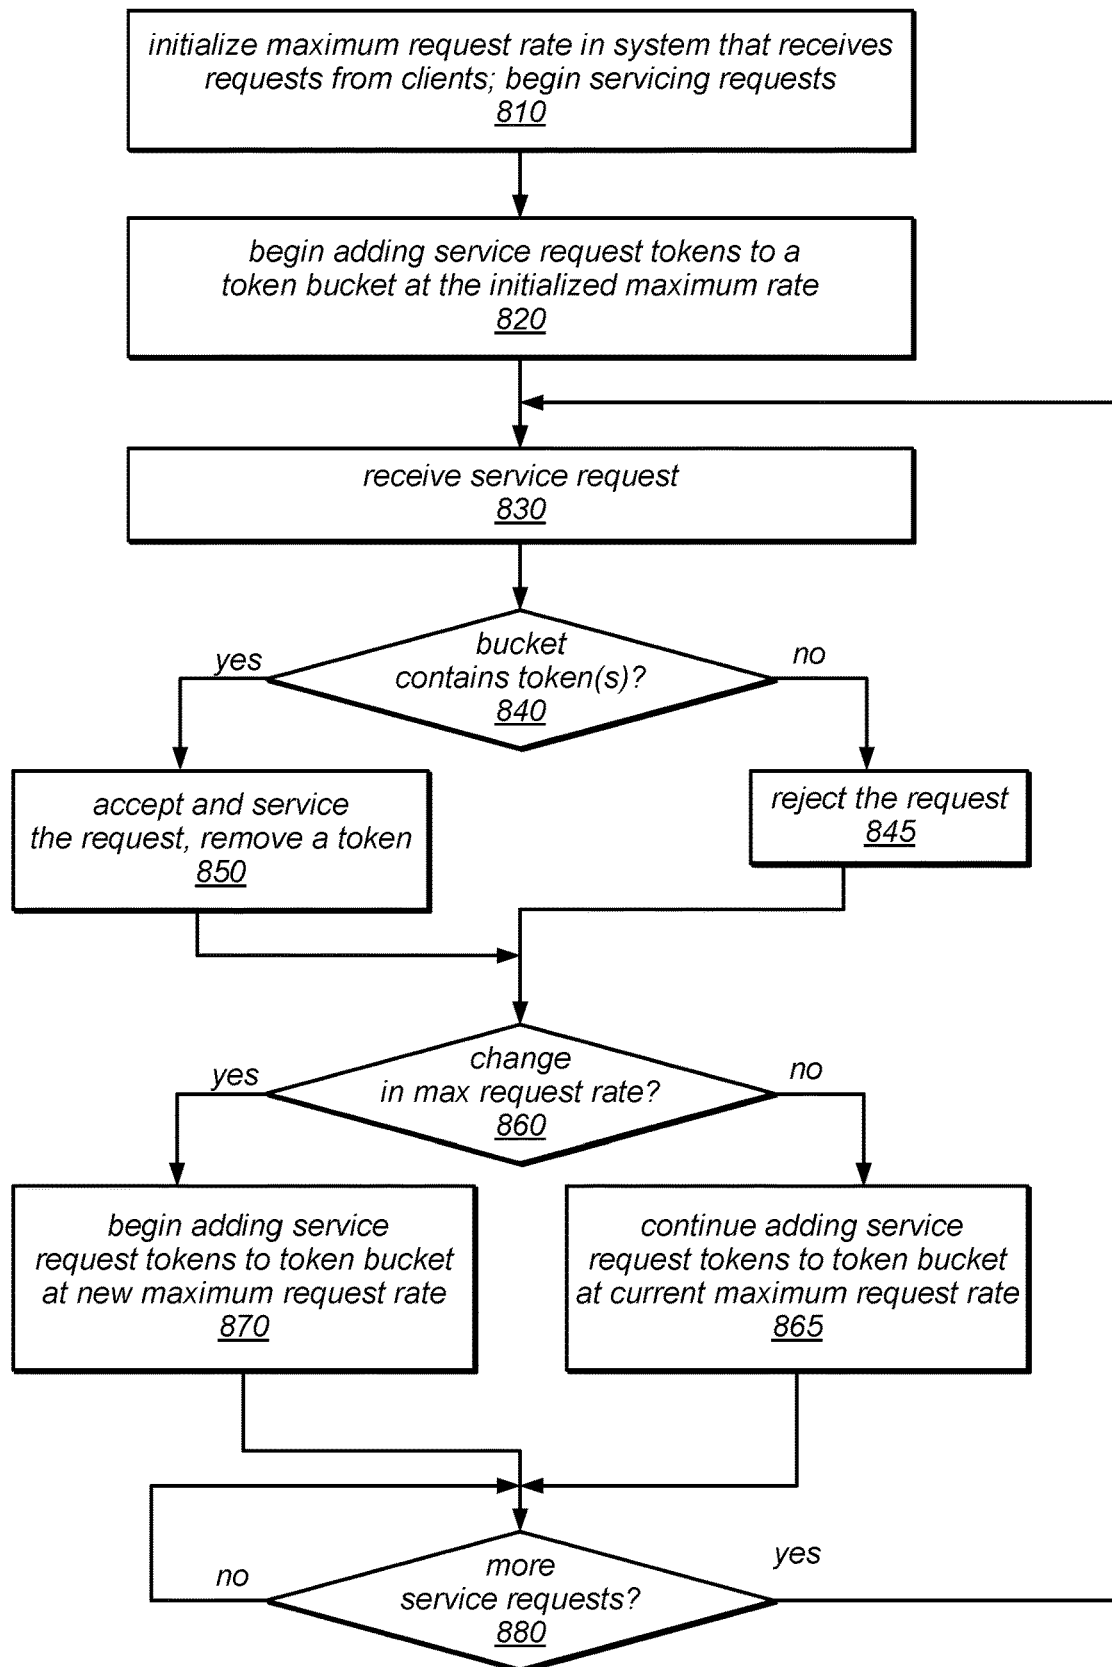 initialize maximum request rate in system that receives
requests from clients; begin servicing requests
810
begin adding service request tokens to a
token bucket at the initialized maximum rate
820
receive service request
830
bucket
contains token(s)?
840
yes
no
accept and service
the request, remove a token
850
reject the request
845
change
in max request rate?
860
yes
no
begin adding service
request tokens to token bucket
at new maximum request rate
870
continue adding service
request tokens to token bucket
at current maximum request rate
865
more
service requests?
880
no
yes